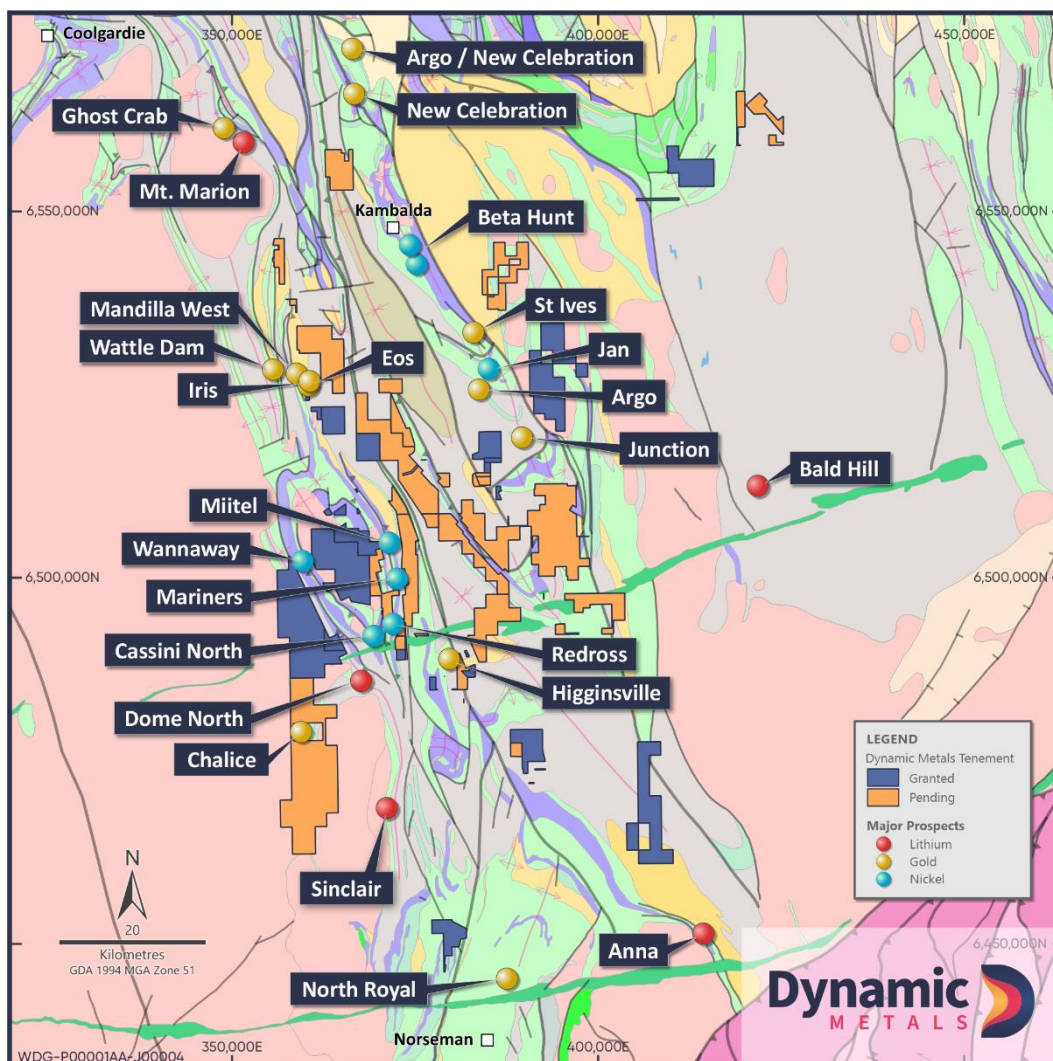 Coolgardie
350,000E
400,000E
450,000E
Argo / New Celebration
New Celebration
Ghost Crab
Mt. Marion
6,550,000N
6,550,000N
Kambalda
Beta Hunt
Mandilla West
St Ives
Wattle Dam
Eos
Jan
Iris
Argo
Junction
Bald Hill
Miitel
Wannaway
6,500,000N
6,500,000N
Mariners
Cassini North
Redross
Higginsville
Dome North
Chalice
LEGEND
Dynamic Metals Tenement
Granted
Pending
Major Prospects
Lithium
Gold
Nickel
N
20
Kilometres
GDA 1994 MGA Zone 51
Sinclair
Anna
6,450,000N
North Royal
Dynamic
METALS
Norseman
WDG-P00001AA-J00004
350,000E
400,000E